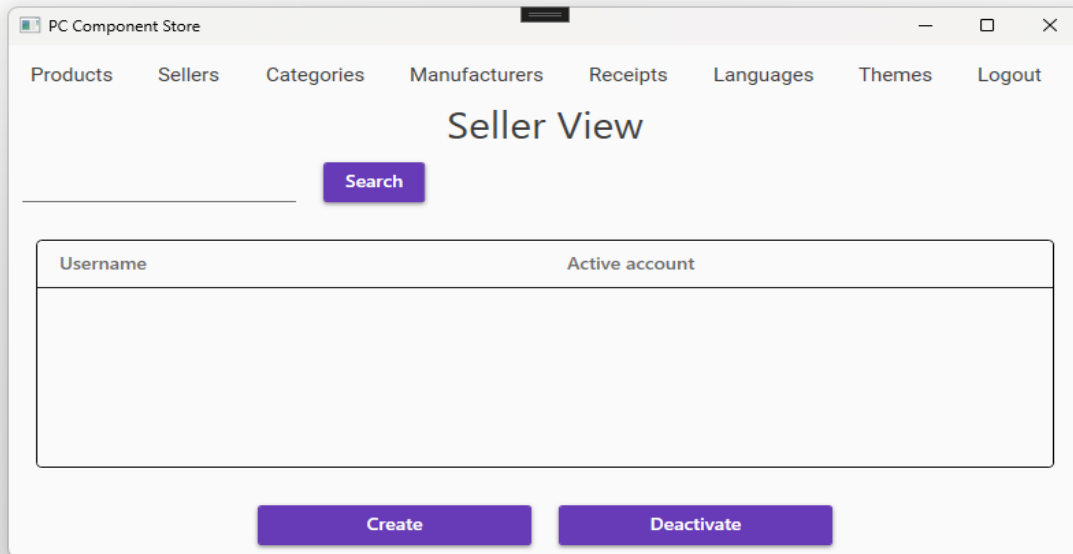 PC Component Store
Products Sellers Categories Manufacturers Receipts Languages Themes Logout
Seller View
Search
Username Active account
Create Deactivate